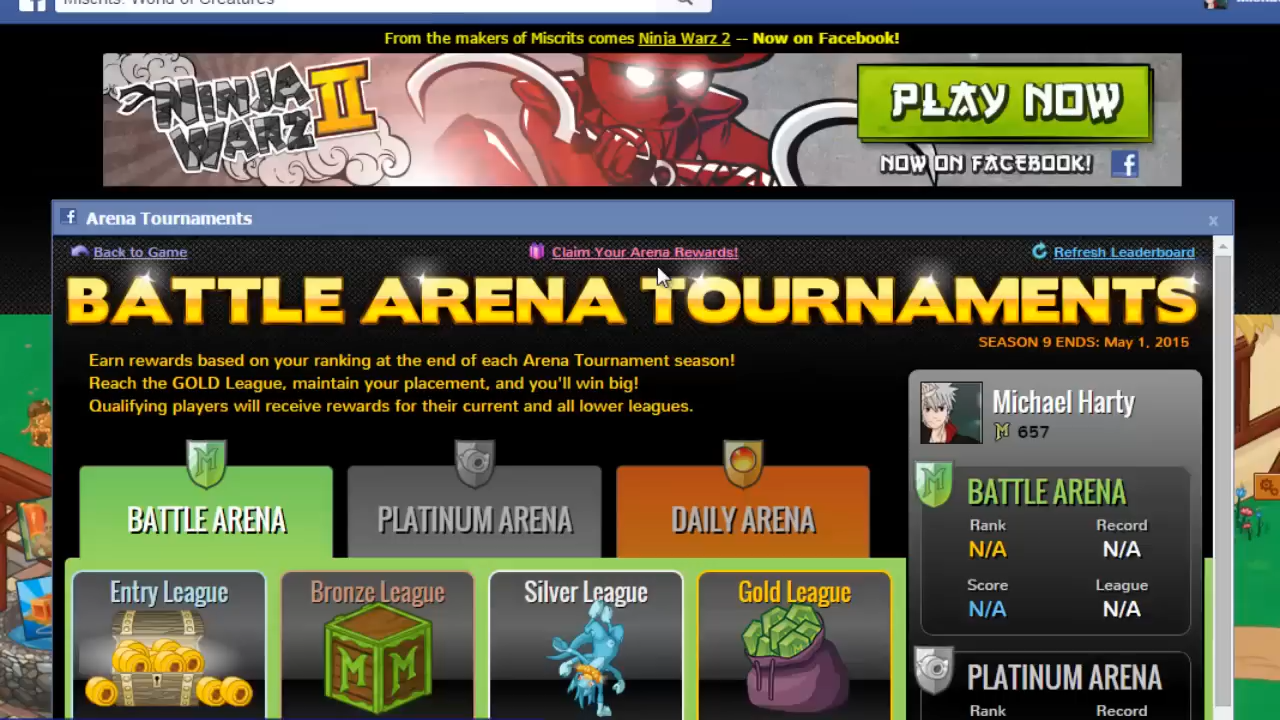 Miscrits: World of Creatures
From the makers of Miscrits comes Ninja Warz 2 -- Now on Facebook!
NINJA WARZ II
PLAY NOW
NOW ON FACEBOOK! f
f Arena Tournaments x
Back to Game Claim Your Arena Rewards! Refresh Leaderboard
BATTLE ARENA TOURNAMENTS
SEASON 9 ENDS: May 1, 2015
Earn rewards based on your ranking at the end of each Arena Tournament season!
Reach the GOLD League, maintain your placement, and you'll win big!
Qualifying players will receive rewards for their current and all lower leagues.
Michael Harty
M 657
M
BATTLE ARENA PLATINUM ARENA DAILY ARENA
M BATTLE ARENA
Rank Record
N/A N/A
Score League
N/A N/A
Entry League Bronze League Silver League Gold League
M M
PLATINUM ARENA
Rank Record